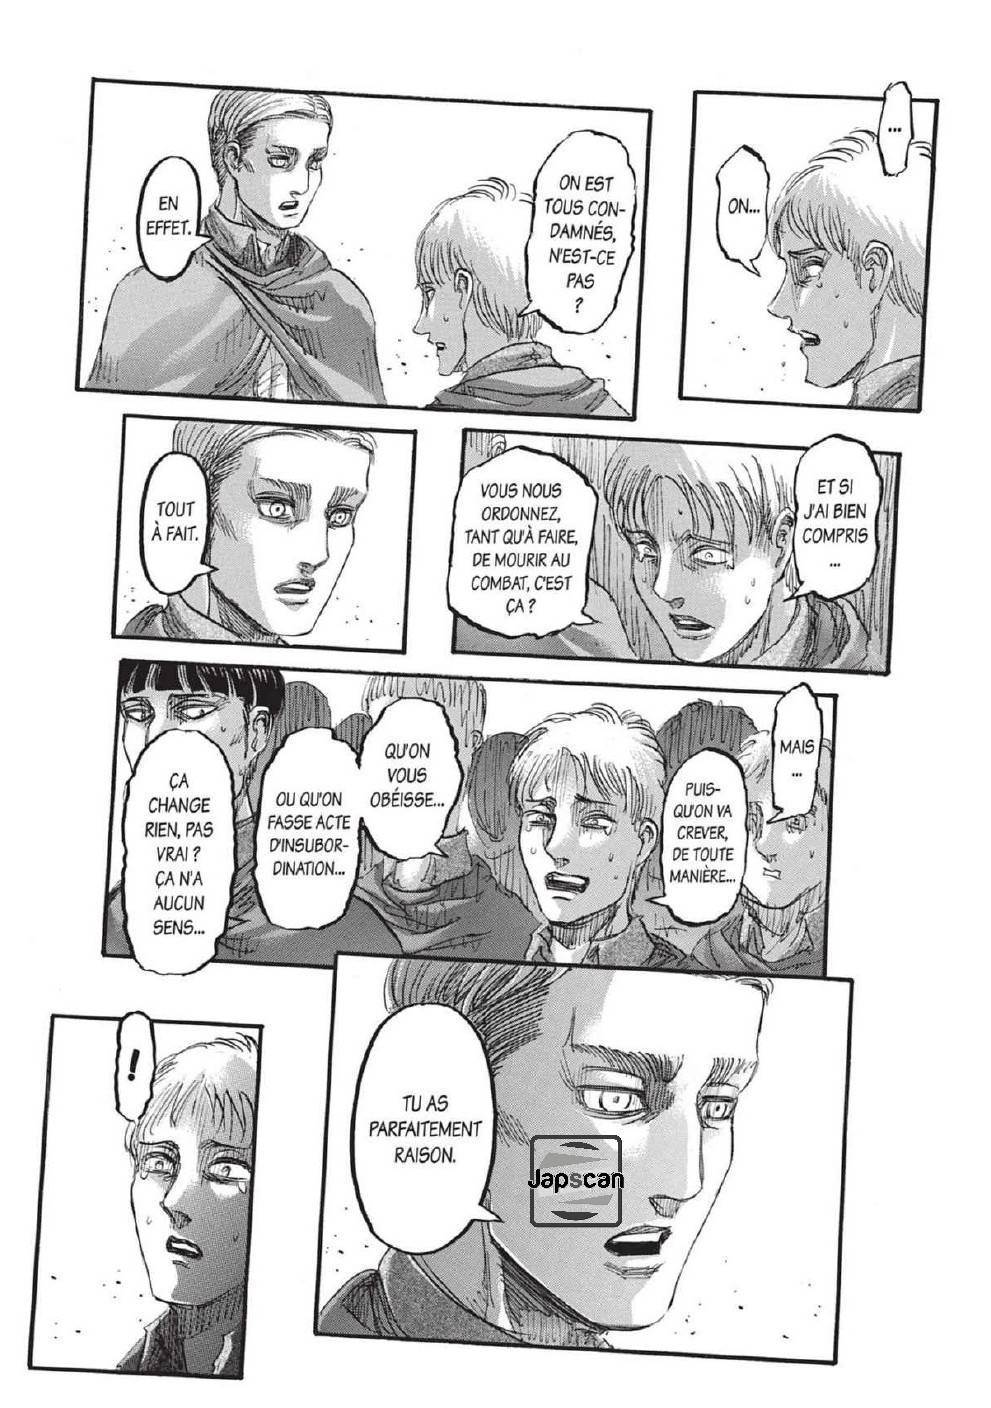 ...
ON...
ON EST
TOUS CON-
DAMNÉS,
N'EST-CE
PAS
?
EN
EFFET.
ET SI
J'AI BIEN
COMPRIS
...
VOUS NOUS
ORDONNEZ,
TANT QU'À FAIRE,
DE MOURIR AU
COMBAT, C'EST
ÇA ?
TOUT
À FAIT.
MAIS
...
PUIS-
QU'ON VA
CREVER,
DE TOUTE
MANIÈRE...
QU'ON
VOUS
OBÉISSE...
OU QU'ON
FASSE ACTE
D'INSUBOR-
DINATION...
ÇA
CHANGE
RIEN, PAS
VRAI ?
ÇA N'A
AUCUN
SENS...
TU AS
PARFAITEMENT
RAISON.
Japscan
!